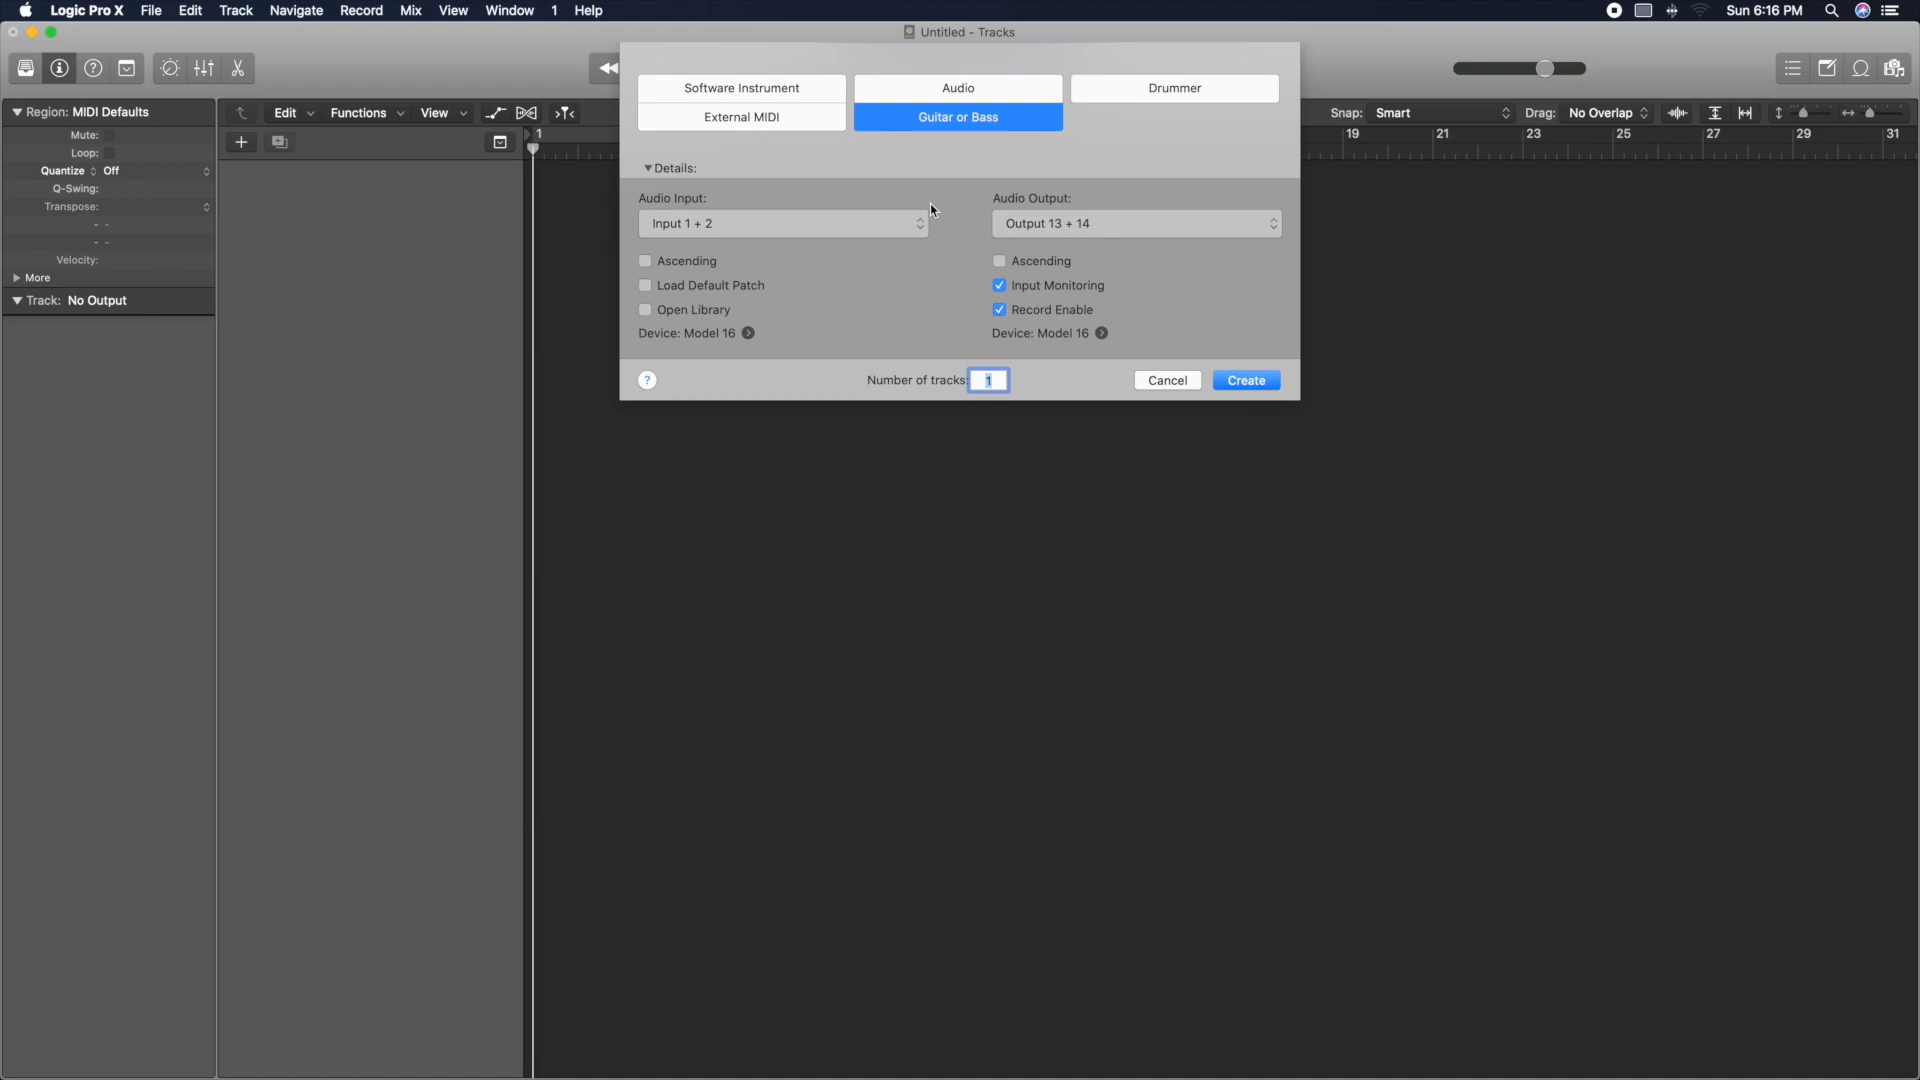 Logic Pro X File Edit Track Navigate Record Mix View Window 1 Help Sun 6:16 PM
Untitled - Tracks
Software Instrument Audio Drummer
External MIDI Guitar or Bass
Region: MIDI Defaults Edit Functions View Snap: Smart Drag: No Overlap
Mute: 1 19 21 23 25 27 29 31
Loop:
Quantize Off
Q-Swing:
Transpose:
Velocity:
More
Track: No Output
Details:
Audio Input: Audio Output:
Input 1 + 2 Output 13 + 14
Ascending Ascending
Load Default Patch Input Monitoring
Open Library Record Enable
Device: Model 16 Device: Model 16
? Number of tracks: 1 Cancel Create